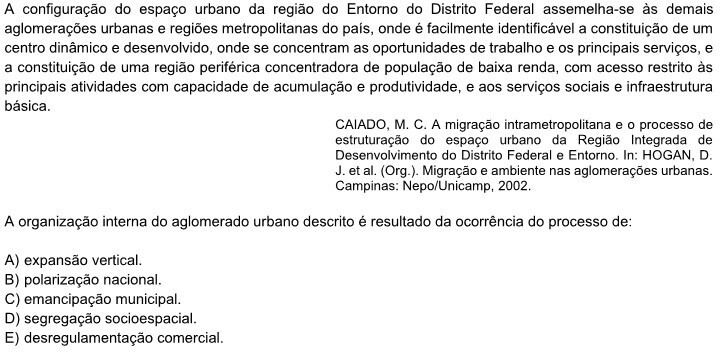 A configuração do espaço urbano da região do Entorno do Distrito Federal assemelha-se às demais
aglomerações urbanas e regiões metropolitanas do país, onde é facilmente identificável a constituição de um
centro dinâmico e desenvolvido, onde se concentram as oportunidades de trabalho e os principais serviços, e
a constituição de uma região periférica concentradora de população de baixa renda, com acesso restrito às
principais atividades com capacidade de acumulação e produtividade, e aos serviços sociais e infraestrutura
básica.
CAIADO, M. C. A migração intrametropolitana e o processo de
estruturação do espaço urbano da Região Integrada de
Desenvolvimento do Distrito Federal e Entorno. In: HOGAN, D.
J. et al. (Org.). Migração e ambiente nas aglomerações urbanas.
Campinas: Nepo/Unicamp, 2002.
A organização interna do aglomerado urbano descrito é resultado da ocorrência do processo de:
A) expansão vertical.
B) polarização nacional.
C) emancipação municipal.
D) segregação socioespacial.
E) desregulamentação comercial.